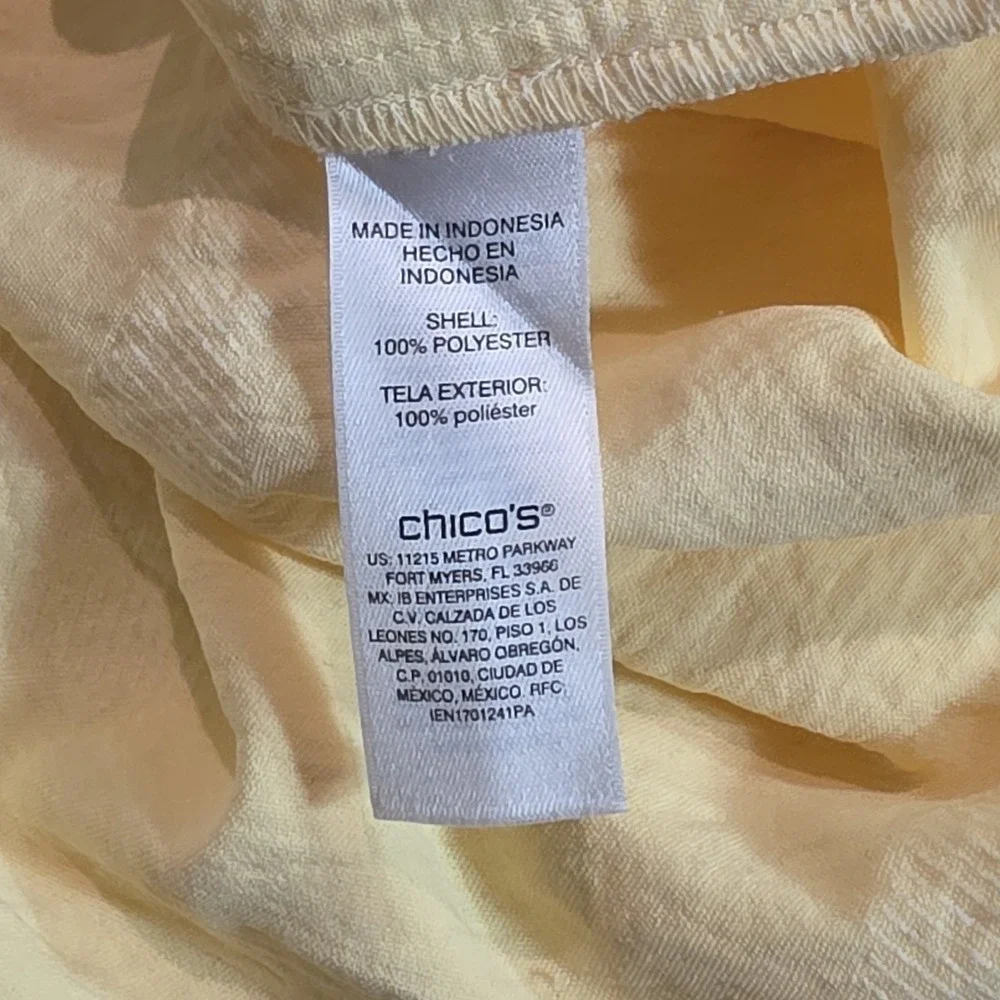 MADE IN INDONESIA
HECHO EN
INDONESIA
SHELL:
100% POLYESTER
TELA EXTERIOR:
100% poliéster
chico's®
US: 11215 METRO PARKWAY
FORT MYERS, FL 33966
MX: IB ENTERPRISES S.A. DE
C.V. CALZADA DE LOS
LEONES NO. 170, PISO 1, LOS
ALPES, ÁLVARO OBREGÓN,
C.P. 01010, CIUDAD DE
MÉXICO, MÉXICO. RFC:
IEN1701241PA